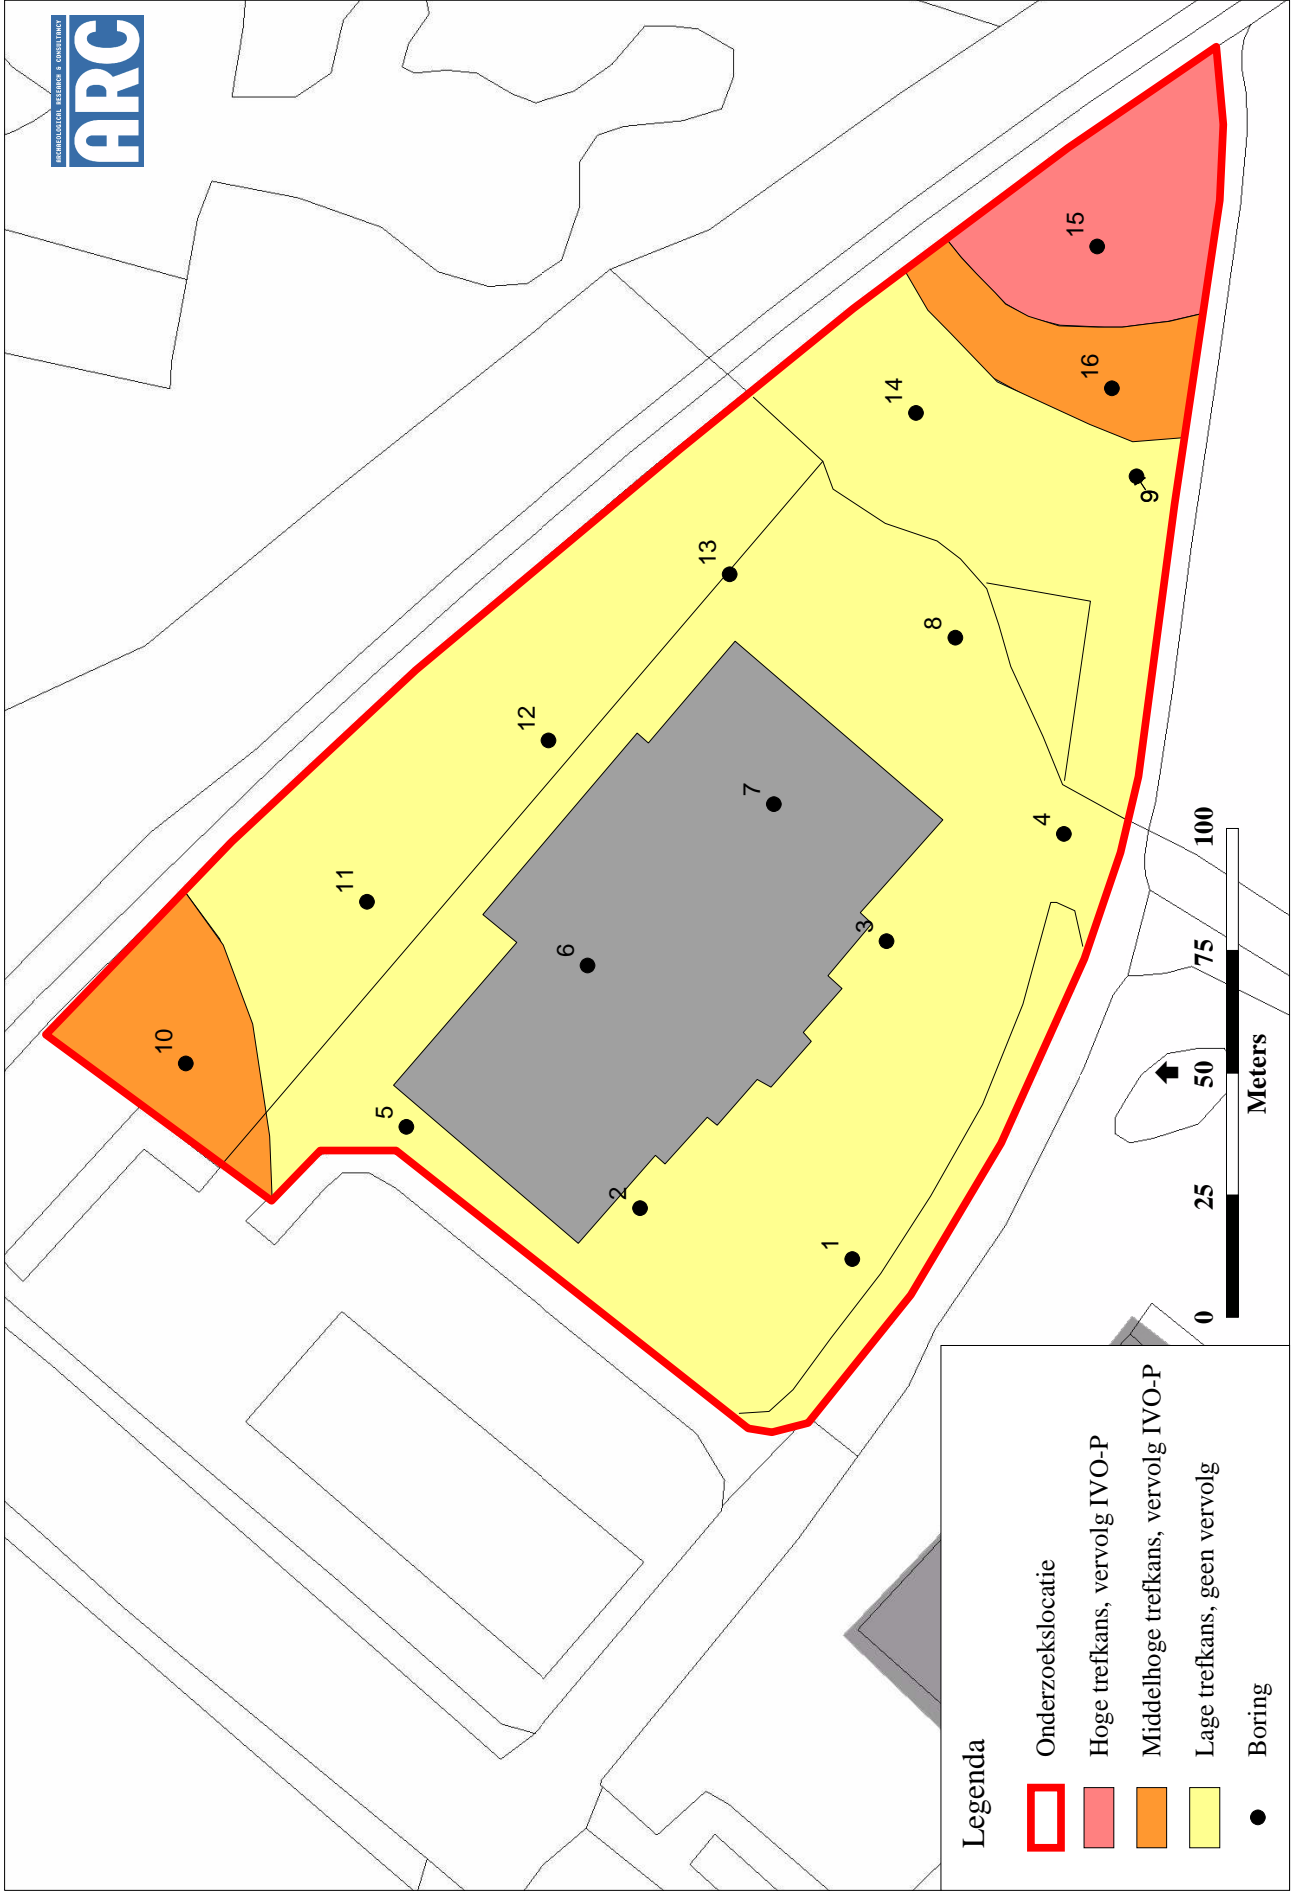 ARCHAEOLOGICAL RESEARCH & CONSULTANCY
ARC
10
11
12
13
14
15
16
5
6
7
8
9
2
3
4
1
Legenda
Onderzoekslocatie
Hoge trefkans, vervolg IVO-P
Middelhoge trefkans, vervolg IVO-P
Lage trefkans, geen vervolg
Boring
0 25 50 75 100
Meters